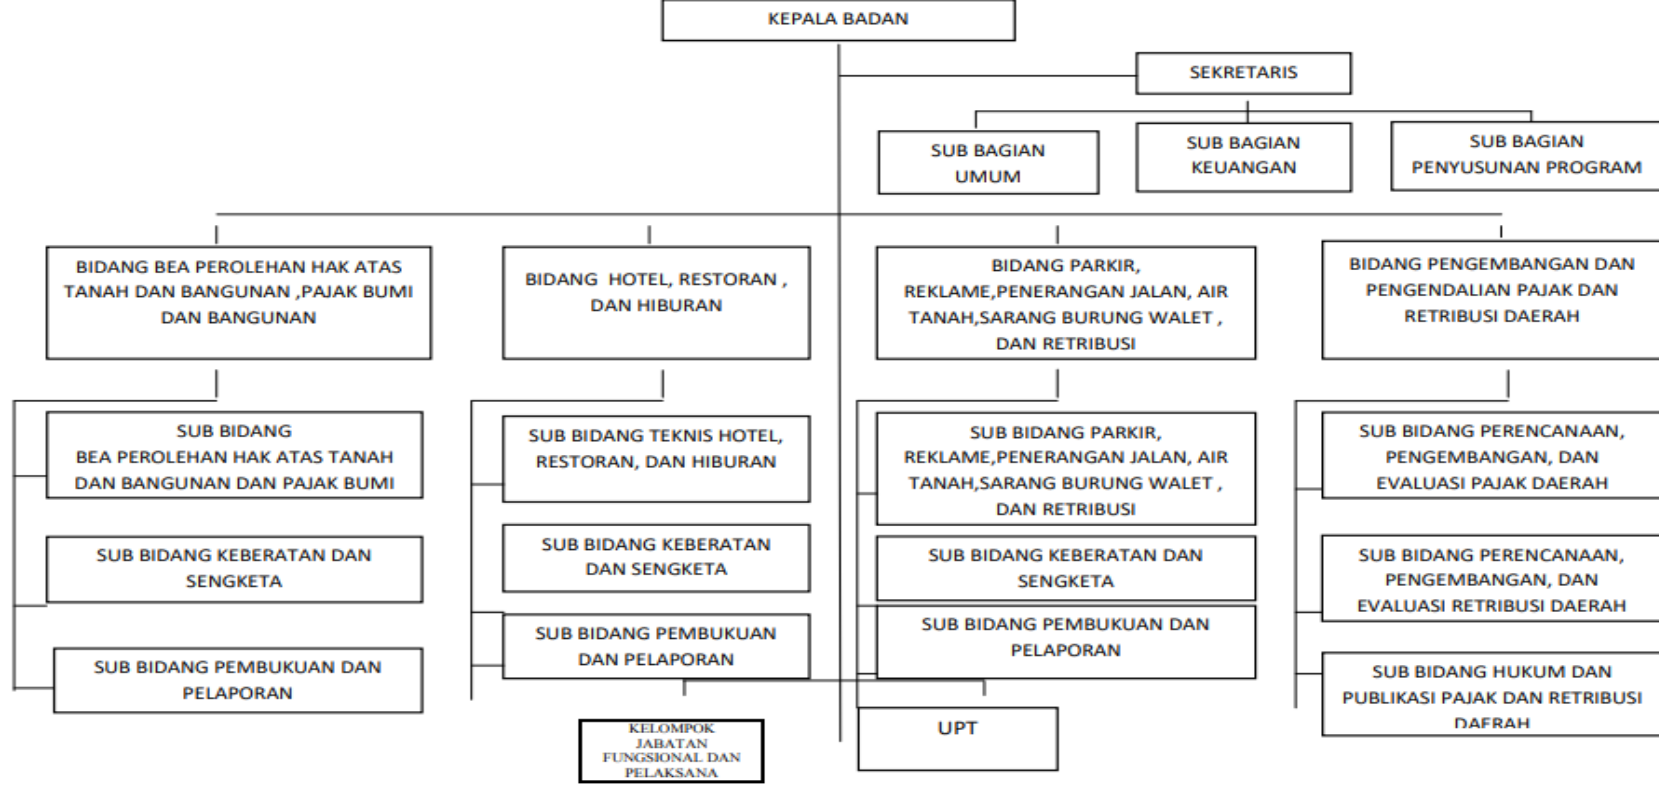 KEPALA BADAN
SEKRETARIS
SUB BAGIAN
UMUM
SUB BAGIAN
KEUANGAN
SUB BAGIAN
PENYUSUNAN PROGRAM
BIDANG BEA PEROLEHAN HAK ATAS
TANAH DAN BANGUNAN ,PAJAK BUMI
DAN BANGUNAN
BIDANG HOTEL, RESTORAN ,
DAN HIBURAN
BIDANG PARKIR,
REKLAME,PENERANGAN JALAN, AIR
TANAH,SARANG BURUNG WALET ,
DAN RETRIBUSI
BIDANG PENGEMBANGAN DAN
PENGENDALIAN PAJAK DAN
RETRIBUSI DAERAH
SUB BIDANG
BEA PEROLEHAN HAK ATAS TANAH
DAN BANGUNAN DAN PAJAK BUMI
SUB BIDANG TEKNIS HOTEL,
RESTORAN, DAN HIBURAN
SUB BIDANG PARKIR,
REKLAME,PENERANGAN JALAN, AIR
TANAH,SARANG BURUNG WALET ,
DAN RETRIBUSI
SUB BIDANG PERENCANAAN,
PENGEMBANGAN, DAN
EVALUASI PAJAK DAERAH
SUB BIDANG KEBERATAN DAN
SENGKETA
SUB BIDANG KEBERATAN
DAN SENGKETA
SUB BIDANG KEBERATAN DAN
SENGKETA
SUB BIDANG PERENCANAAN,
PENGEMBANGAN, DAN
EVALUASI RETRIBUSI DAERAH
SUB BIDANG PEMBUKUAN DAN
PELAPORAN
SUB BIDANG PEMBUKUAN
DAN PELAPORAN
SUB BIDANG PEMBUKUAN DAN
PELAPORAN
SUB BIDANG HUKUM DAN
PUBLIKASI PAJAK DAN RETRIBUSI
DAERAH
KELOMPOK
JABATAN
FUNGSIONAL DAN
PELAKSANA
UPT